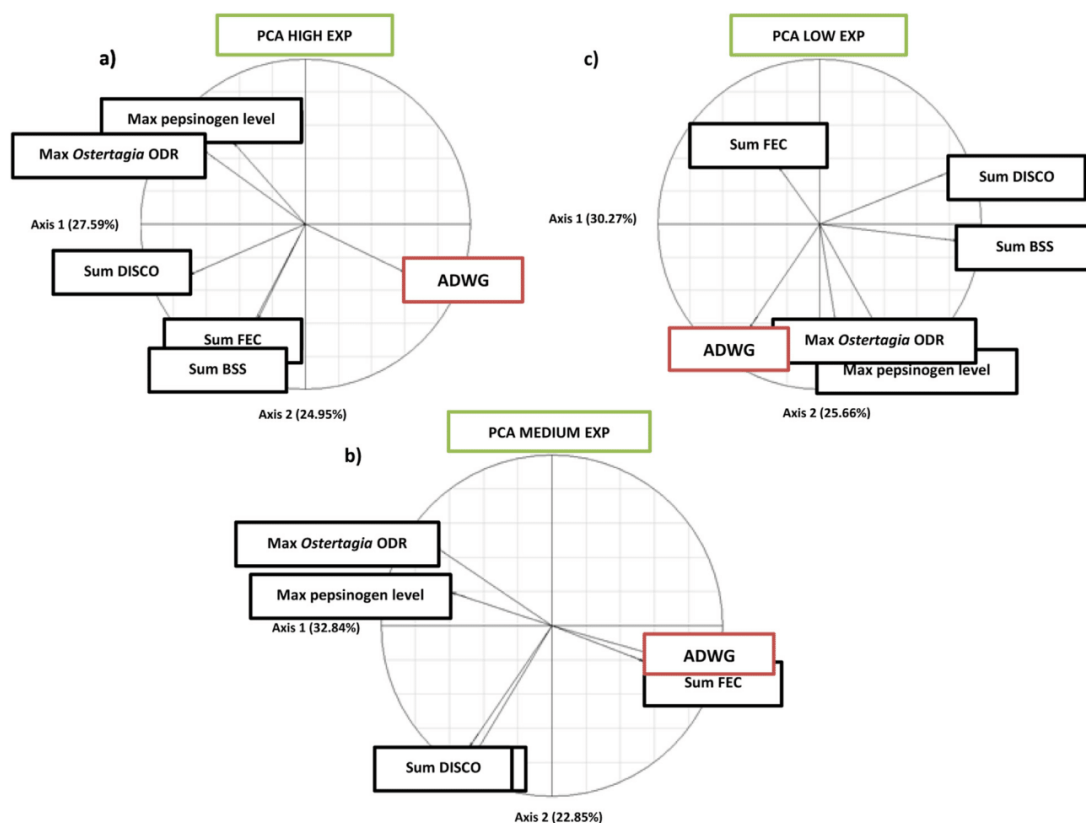 PCA HIGH EXP
a)
Max pepsinogen level
Max Ostertagia ODR
Axis 1 (27.59%)
Sum DISCO
ADWG
Sum FEC
Sum BSS
Axis 2 (24.95%)
PCA LOW EXP
c)
Sum FEC
Sum DISCO
Axis 1 (30.27%)
Sum BSS
ADWG
Max Ostertagia ODR
Max pepsinogen level
Axis 2 (25.66%)
PCA MEDIUM EXP
b)
Max Ostertagia ODR
Max pepsinogen level
Axis 1 (32.84%)
ADWG
Sum FEC
Sum DISCO
Axis 2 (22.85%)